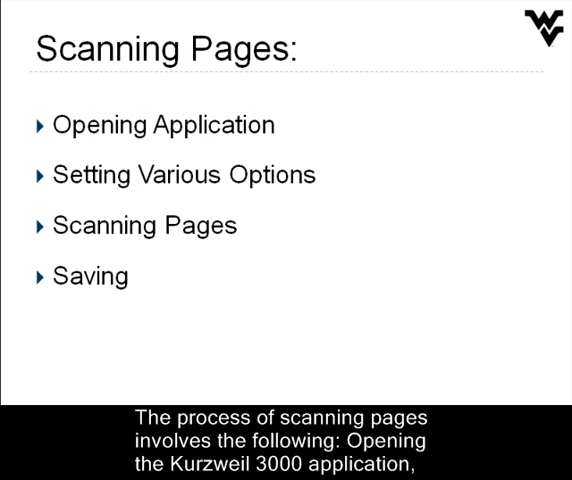 Scanning Pages:
Opening Application
Setting Various Options
Scanning Pages
Saving
The process of scanning pages
involves the following: Opening
the Kurzweil 3000 application,